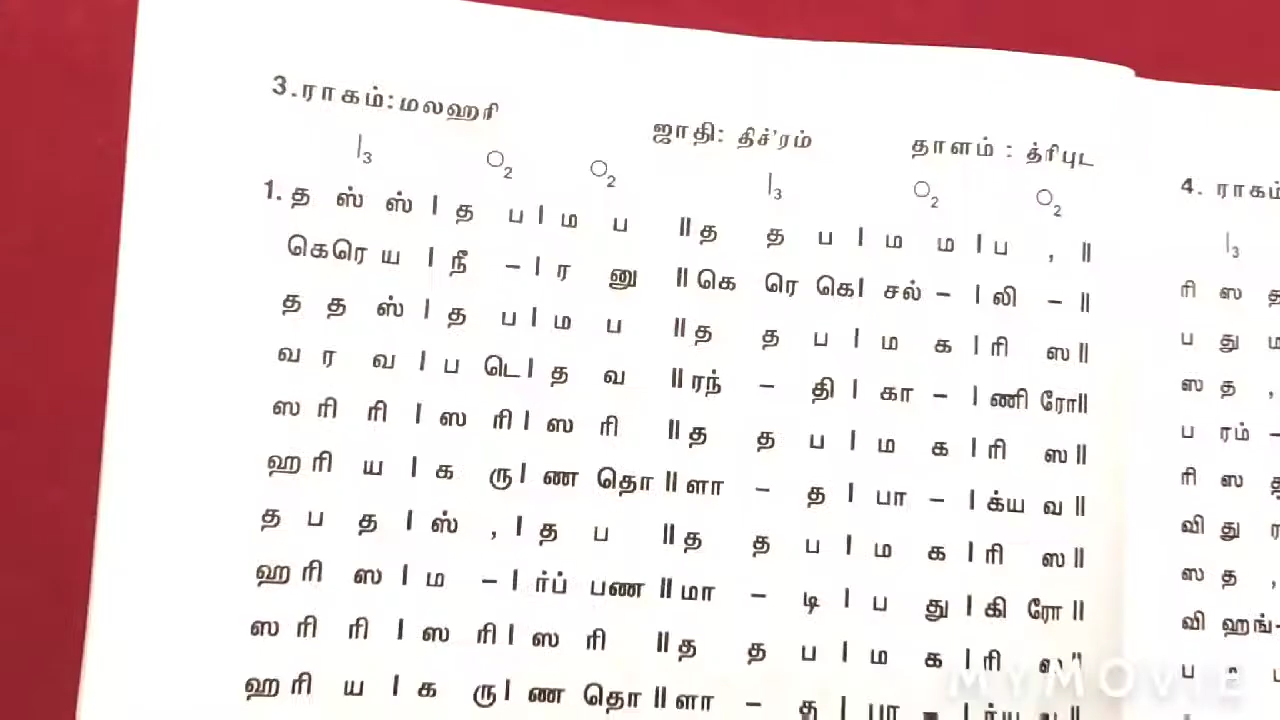 3.ராகம்:மலஹரி ஜாதி: திச்'ரம் தாளம் : த்ரிபுட
|3 O2 O2 |3 O2 O2
1. த ஸ் ஸ் | த ப | ம ப || த த ப | ம ம | ப , ||
கெரெ ய | நீ – | ர னு || கெ ரெ கெ | சல் – | லி – ||
த த ஸ் | த ப | ம ப || த த ப | ம க | ரி ஸ ||
வ ர வ | ப டெ | த வ || ரந் – தி | கா – | ணி ரோ ||
ஸ ரி ரி | ஸ ரி | ஸ ரி || த த ப | ம க | ரி ஸ ||
ஹ ரி ய | க ரு | ண தொ || ளா – த | பா – | க்ய வ ||
த ப த | ஸ் , | த ப || த த ப | ம க | ரி ஸ ||
ஹ ரி ஸ | ம – | ர்ப் பண || மா – டி | ப து | கி ரோ ||
ஸ ரி ரி | ஸ ரி | ஸ ரி || த த ப | ம க | ரி ||
ஹ ரி ய | க ரு | ண தொ || ளா –
4. ராகம்
|3
ரி ஸ த
ப து ம
ஸ த ,
ப ரம் –
ரி ஸ த
வி து ர
ஸ த ,
வி ஹங் –
MYMOVIE